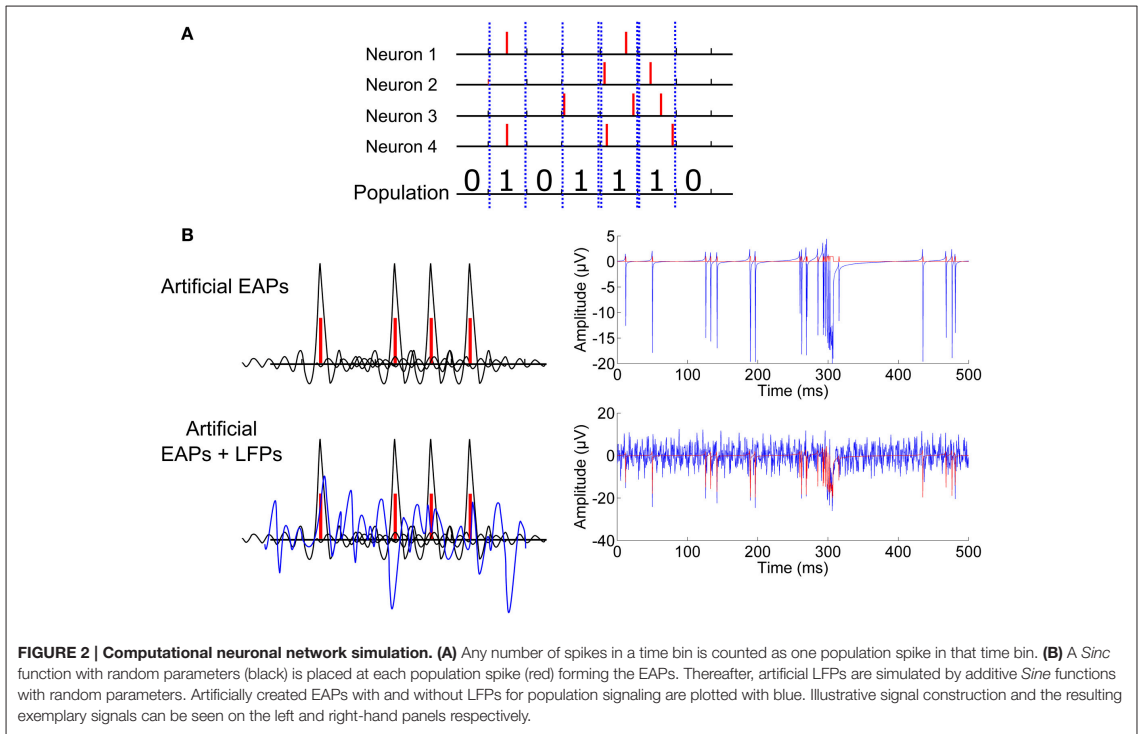 A
Neuron 1
Neuron 2
Neuron 3
Neuron 4
Population 0 1 0 1 1 1 0
B
Artificial EAPs
5
0
-5
-10
-15
-20
Amplitude (µV)
0 100 200 300 400 500
Time (ms)
Artificial
EAPs + LFPs
20
0
-20
-40
Amplitude (µV)
0 100 200 300 400 500
Time (ms)
FIGURE 2 | Computational neuronal network simulation. (A) Any number of spikes in a time bin is counted as one population spike in that time bin. (B) A Sinc
function with random parameters (black) is placed at each population spike (red) forming the EAPs. Thereafter, artificial LFPs are simulated by additive Sine functions
with random parameters. Artificially created EAPs with and without LFPs for population signaling are plotted with blue. Illustrative signal construction and the resulting
exemplary signals can be seen on the left and right-hand panels respectively.